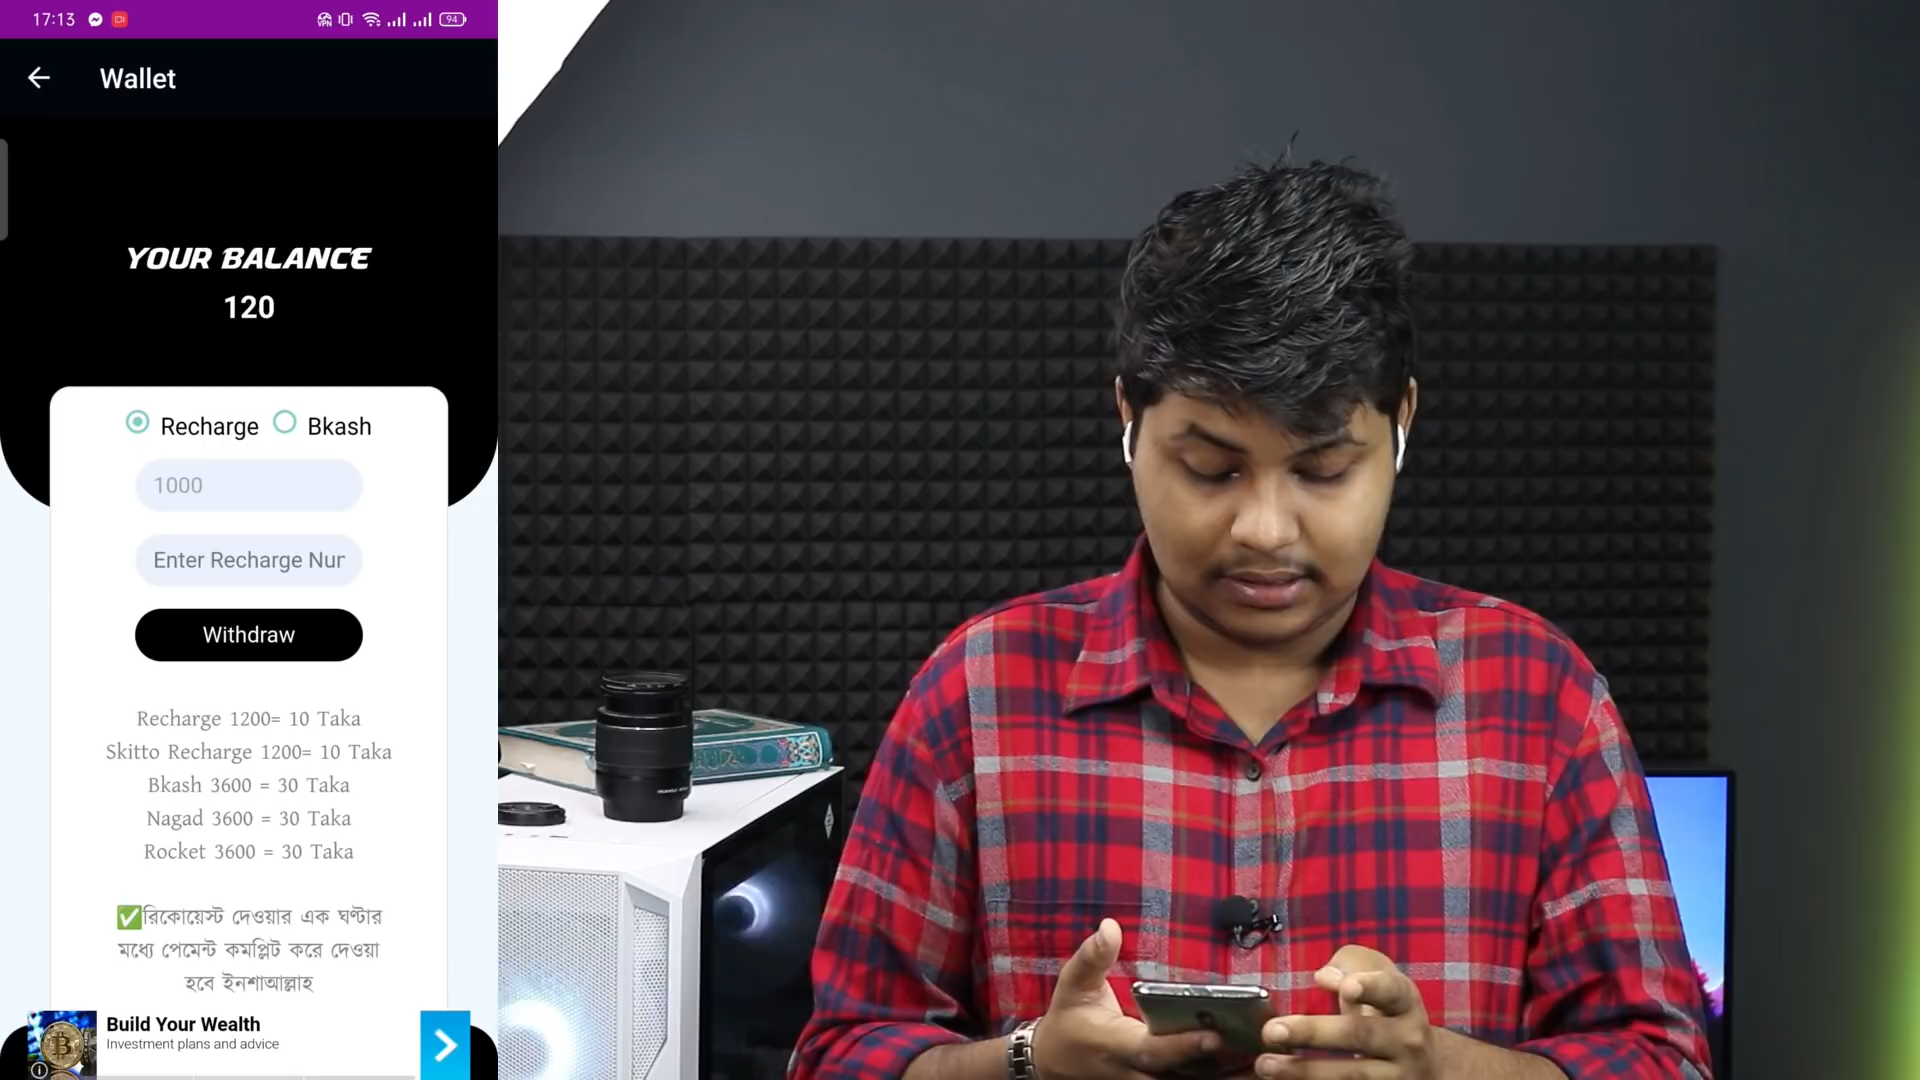 17:13
VPN
94
Wallet
YOUR BALANCE
120
Recharge Bkash
1000
Enter Recharge Nur
Withdraw
Recharge 1200= 10 Taka
Skitto Recharge 1200= 10 Taka
Bkash 3600 = 30 Taka
Nagad 3600 = 30 Taka
Rocket 3600 = 30 Taka
✅রিকোয়েস্ট দেওয়ার এক ঘণ্টার
মধ্যে পেমেন্ট কমপ্লিট করে দেওয়া
হবে ইনশাআল্লাহ
Build Your Wealth
Investment plans and advice